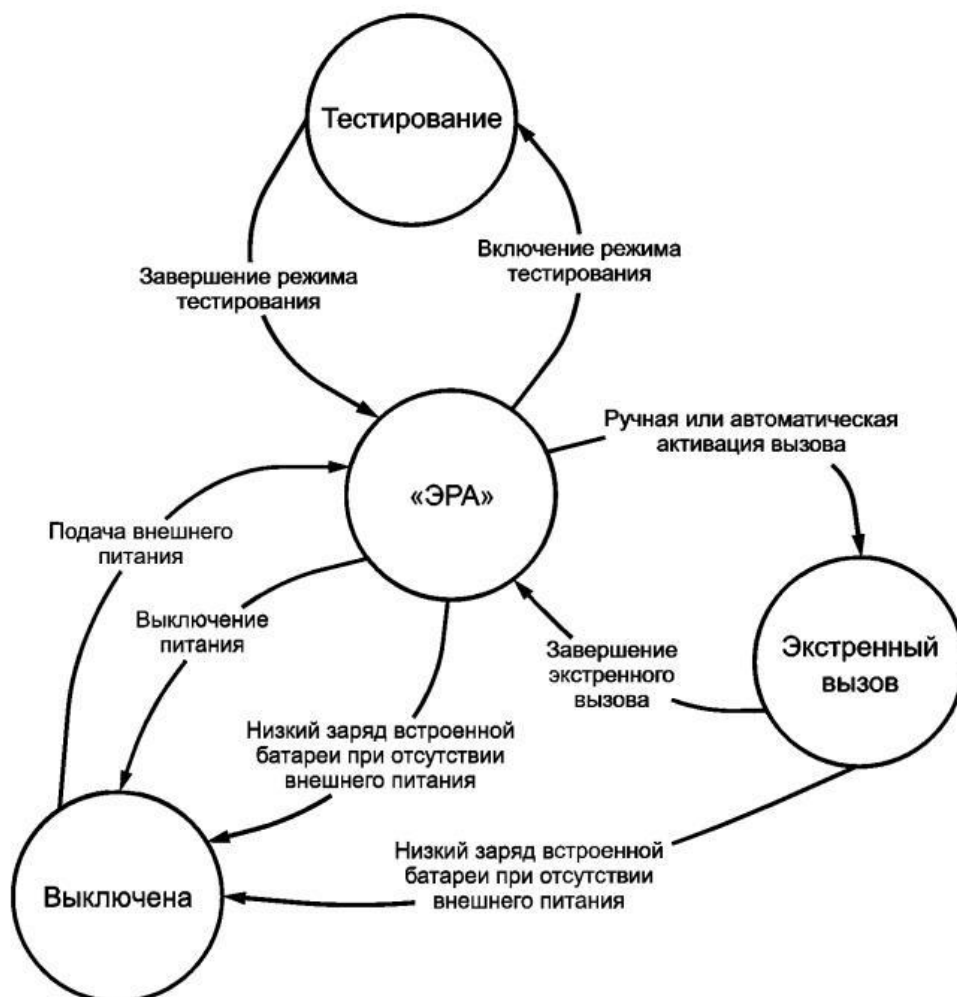 Тестирование
Включение режима
тестирования
Завершение режима
тестирования
Ручная или автоматическая
активация вызова
«ЭРА»
Подача внешнего
питания
Выключение
питания
Завершение
экстренного
вызова
Экстренный
вызов
Низкий заряд встроенной
батареи при отсутствии
внешнего питания
Низкий заряд встроенной
батареи при отсутствии
внешнего питания
Выключена